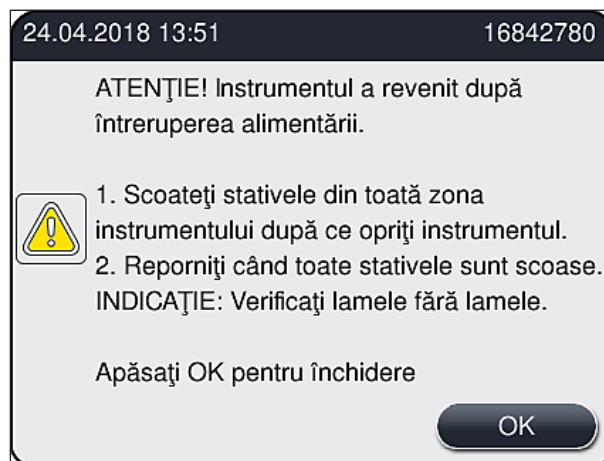 24.04.2018 13:51 16842780
ATENŢIE! Instrumentul a revenit după
întreruperea alimentării.
1. Scoateţi stativele din toată zona
instrumentului după ce opriţi instrumentul.
2. Reporniţi când toate stativele sunt scoase.
INDICAŢIE: Verificaţi lamele fără lamele.
Apăsaţi OK pentru închidere
OK